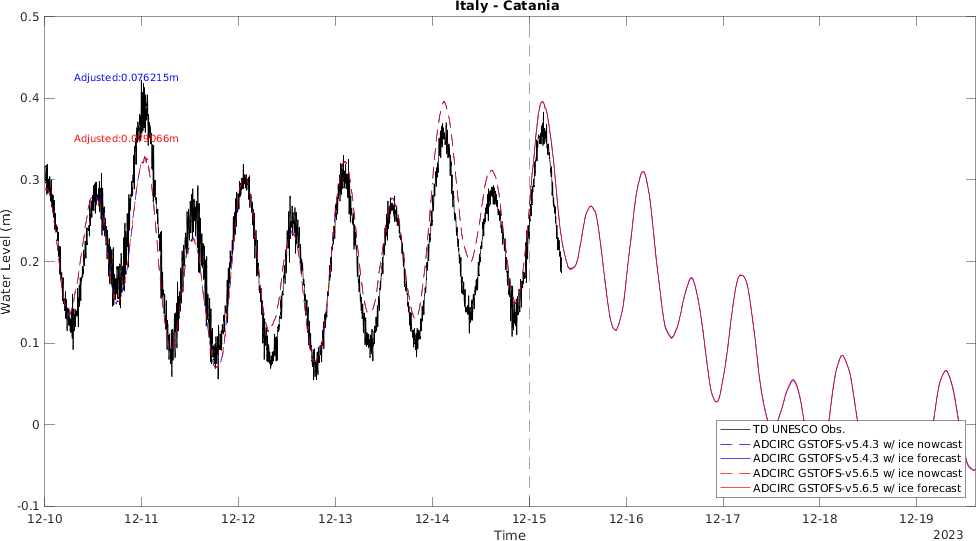 Italy - Catania
0.5
0.4
0.3
0.2
0.1
0
-0.1
Water Level (m)
Adjusted:0.076215m
Adjusted:0.079066m
TD UNESCO Obs.
ADCIRC GSTOFS-v5.4.3 w/ ice nowcast
ADCIRC GSTOFS-v5.4.3 w/ ice forecast
ADCIRC GSTOFS-v5.6.5 w/ ice nowcast
ADCIRC GSTOFS-v5.6.5 w/ ice forecast
12-10 12-11 12-12 12-13 12-14 12-15 12-16 12-17 12-18 12-19
Time
2023